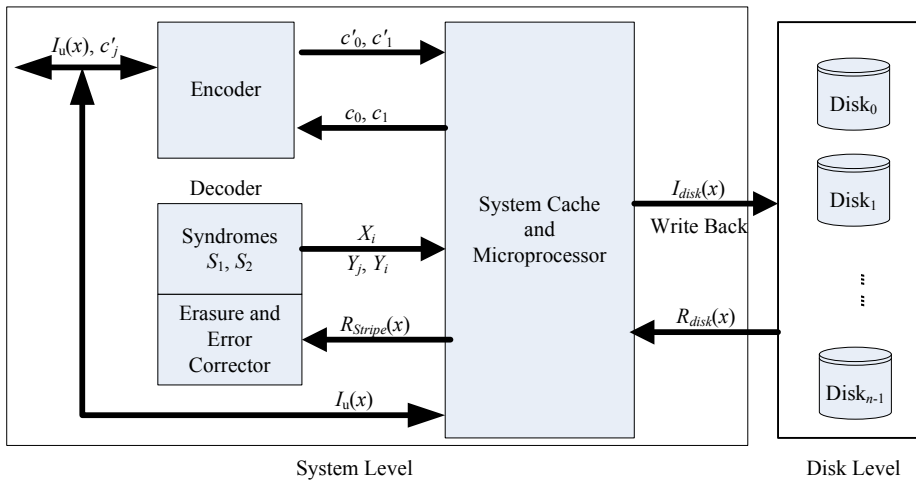 I_u(x), c'_j
Encoder
c'_0, c'_1
c_0, c_1
Decoder
Syndromes
S_1, S_2
Erasure and
Error
Corrector
X_i
Y_j, Y_i
R_Stripe(x)
I_u(x)
System Cache
and
Microprocessor
I_disk(x)
Write Back
R_disk(x)
Disk_0
Disk_1
...
...
Disk_n-1
System Level
Disk Level